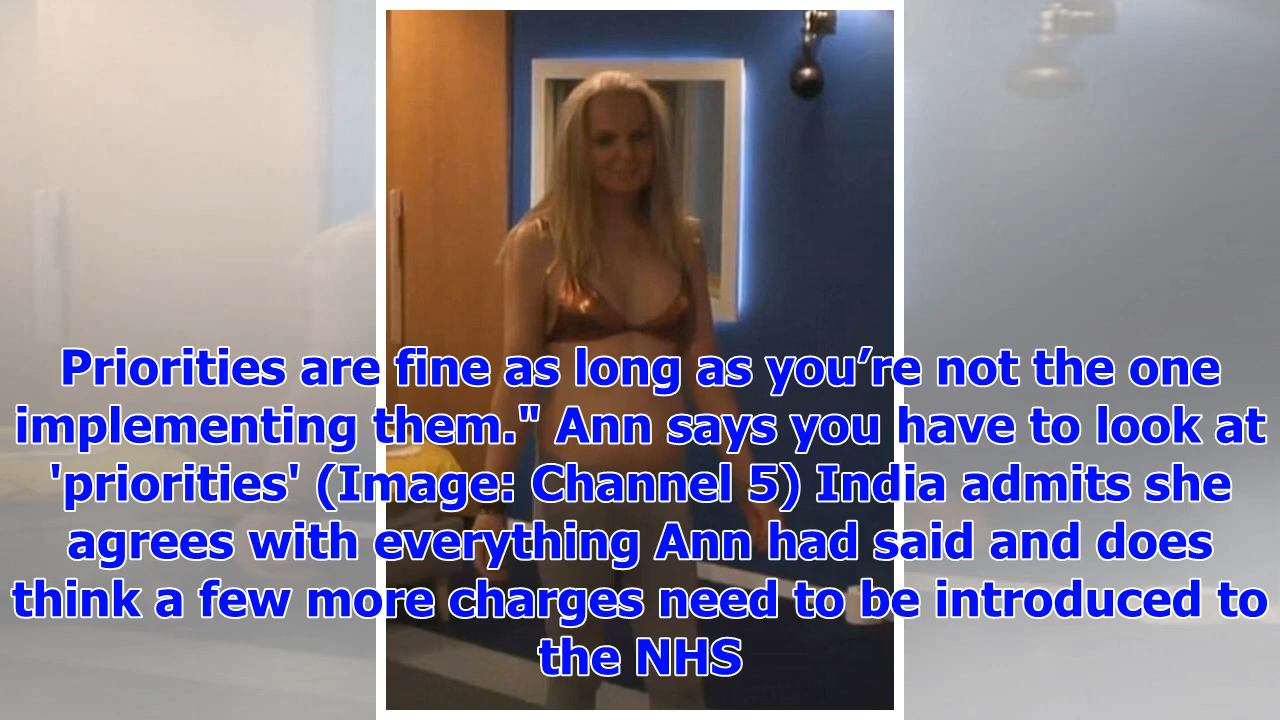 Priorities are fine as long as you’re not the one
implementing them." Ann says you have to look at
'priorities' (Image: Channel 5) India admits she
agrees with everything Ann had said and does
think a few more charges need to be introduced to
the NHS